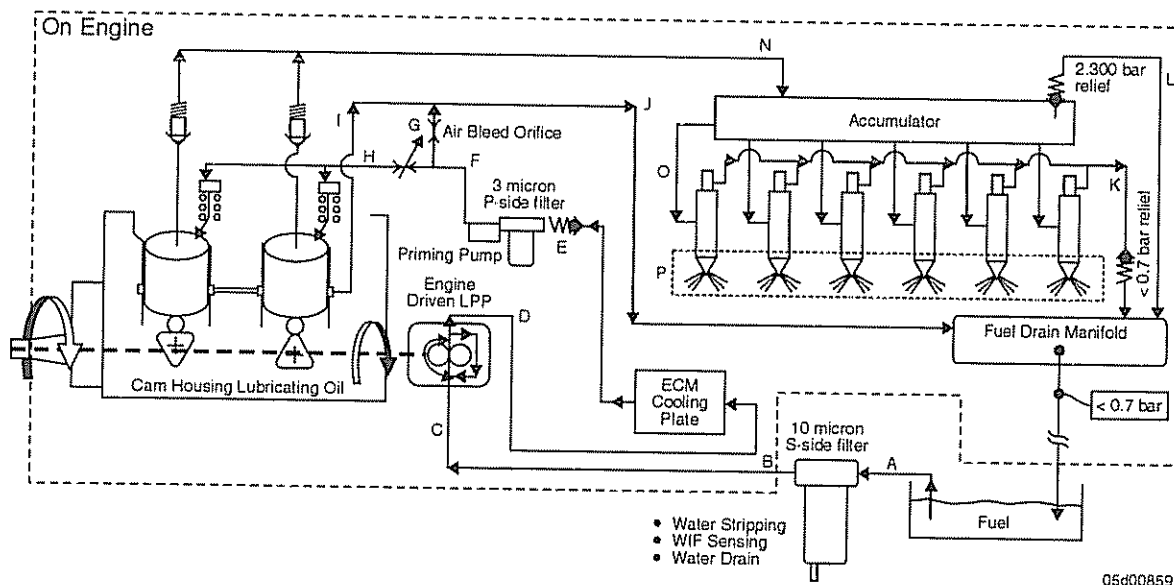 On Engine
N
2.300 bar
relief
L
Accumulator
I
J
G
Air Bleed Orifice
H
F
O
K
3 micron
P-side filter
E
Priming Pump
< 0.7 bar relief
P
Engine
Driven LPP
D
Fuel Drain Manifold
Cam Housing Lubricating Oil
ECM
Cooling
Plate
< 0.7 bar
C
10 micron
S-side filter
B
A
Fuel
• Water Stripping
• WIF Sensing
• Water Drain
05d00859